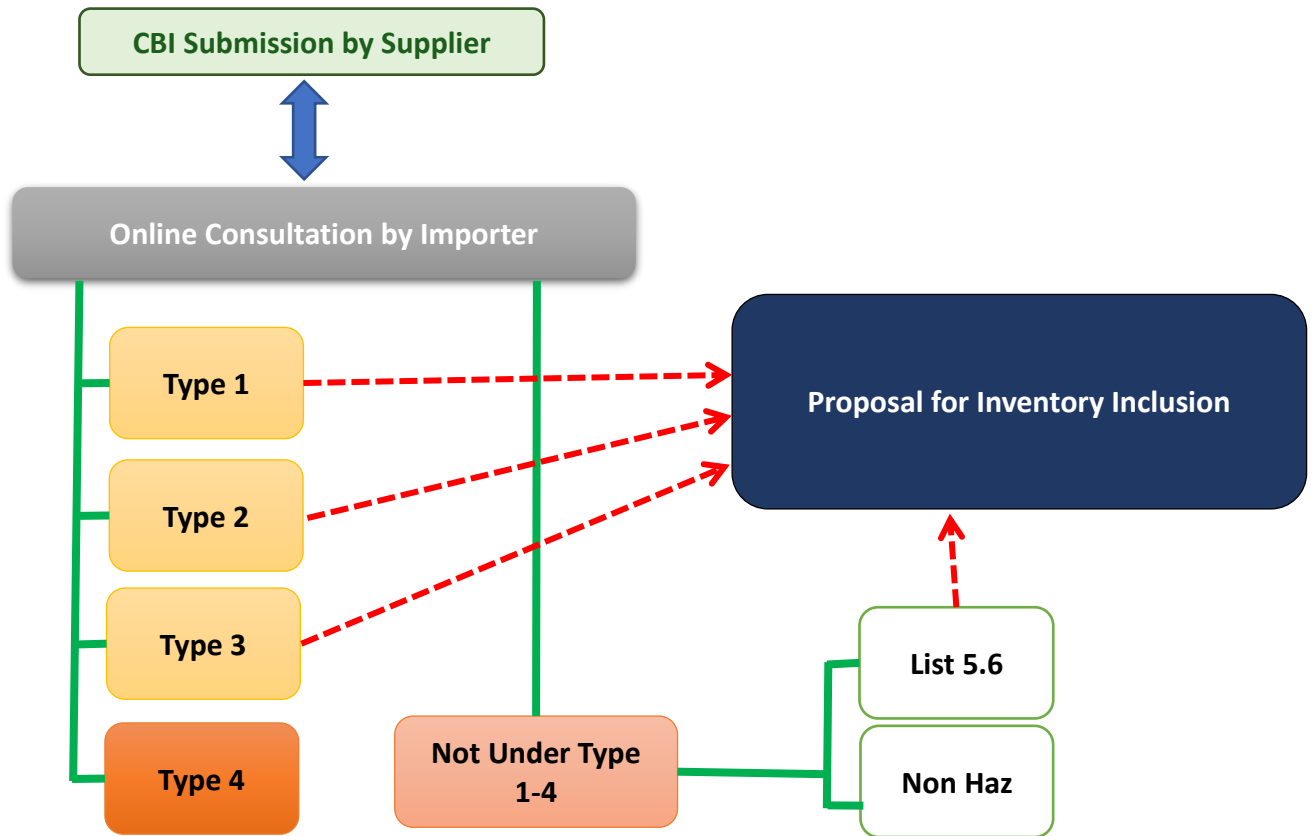 CBI Submission by Supplier
Online Consultation by Importer
Type 1
Type 2
Type 3
Type 4
Not Under Type
1-4
Proposal for Inventory Inclusion
List 5.6
Non Haz